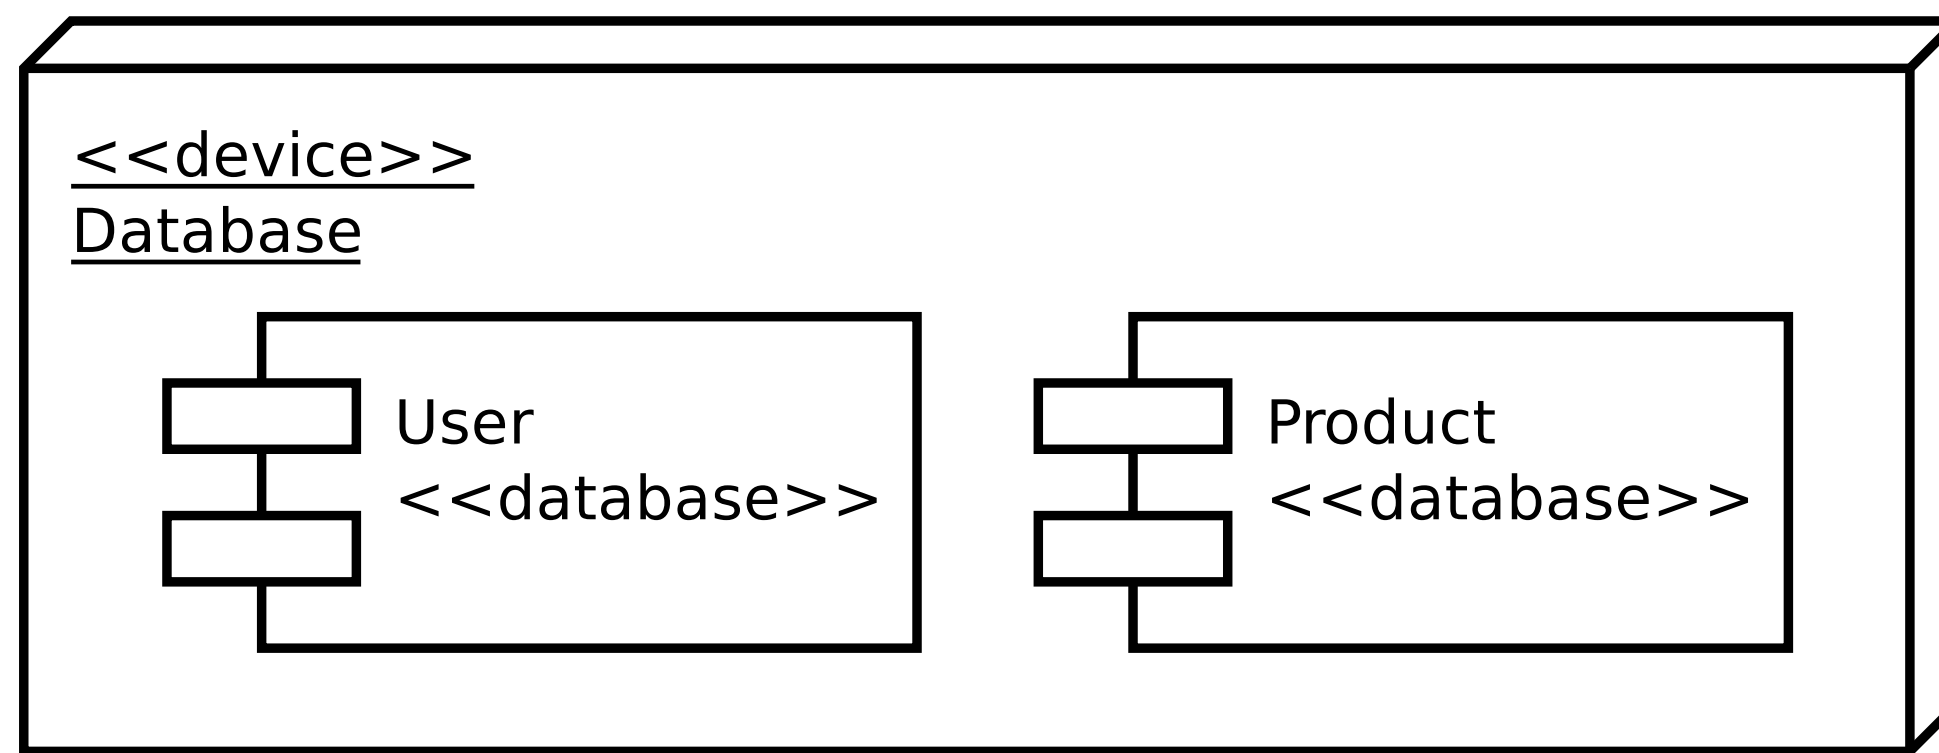 <<device>>
Database
User
<<database>>
Product
<<database>>